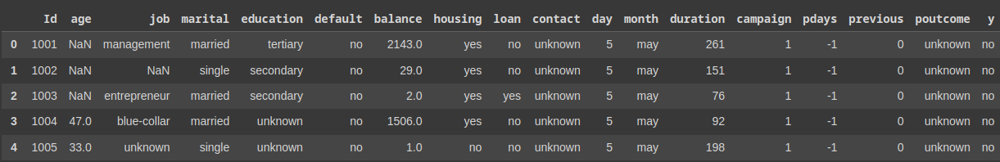 Id age job marital education default balance housing loan contact day month duration campaign pdays previous poutcome y
0 1001 NaN management married tertiary no 2143.0 yes no unknown 5 may 261 1 -1 0 unknown no
1 1002 NaN NaN single secondary no 29.0 yes no unknown 5 may 151 1 -1 0 unknown no
2 1003 NaN entrepreneur married secondary no 2.0 yes yes unknown 5 may 76 1 -1 0 unknown no
3 1004 47.0 blue-collar married unknown no 1506.0 yes no unknown 5 may 92 1 -1 0 unknown no
4 1005 33.0 unknown single unknown no 1.0 no no unknown 5 may 198 1 -1 0 unknown no